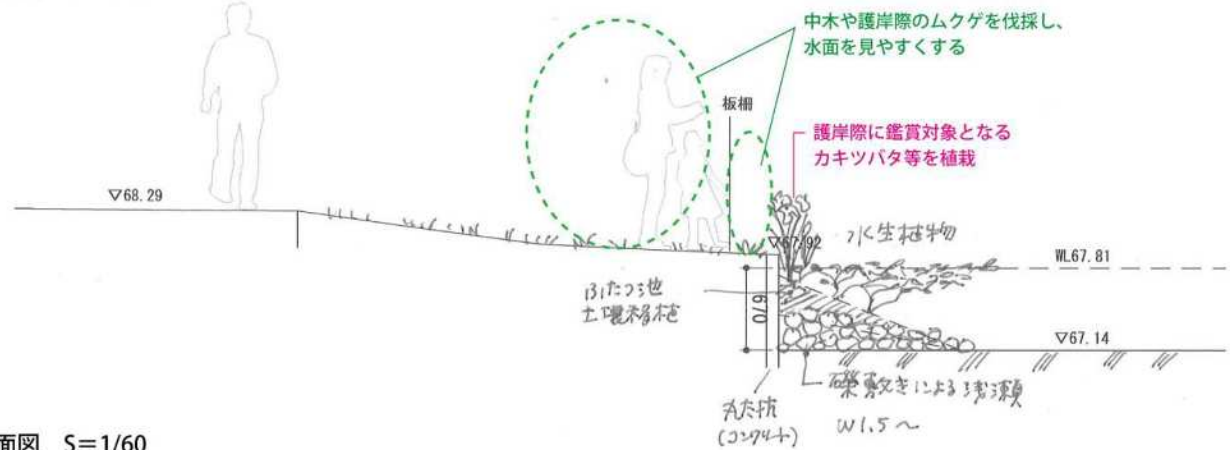 中木や護岸際のムクゲを伐採し、
水面を見やすくする
板柵
護岸際に鑑賞対象となる
カキツバタ等を植栽
▽68.29
▽67.92
水生植物
WL67.81
ふたつ池
土壌移植
670
▽67.14
礫敷きによる浅瀬
W1.5～
丸太杭
(コンクリート)
面図 S=1/60